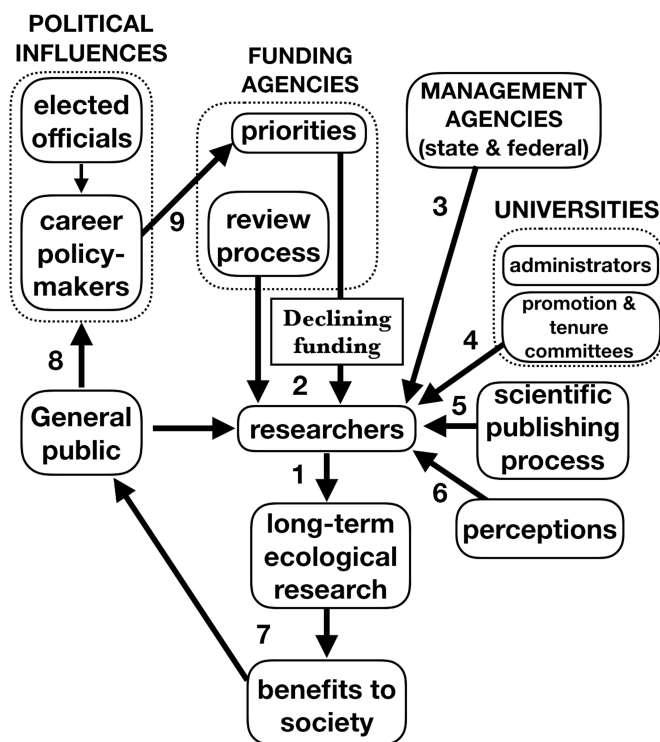 POLITICAL
INFLUENCES
elected
officials
career
policy-
makers
8
General
public
9
FUNDING
AGENCIES
priorities
review
process
Declining
funding
2
researchers
1
long-term
ecological
research
7
benefits to
society
MANAGEMENT
AGENCIES
(state & federal)
3
UNIVERSITIES
administrators
promotion &
tenure
committees
4
5
scientific
publishing
process
6
perceptions